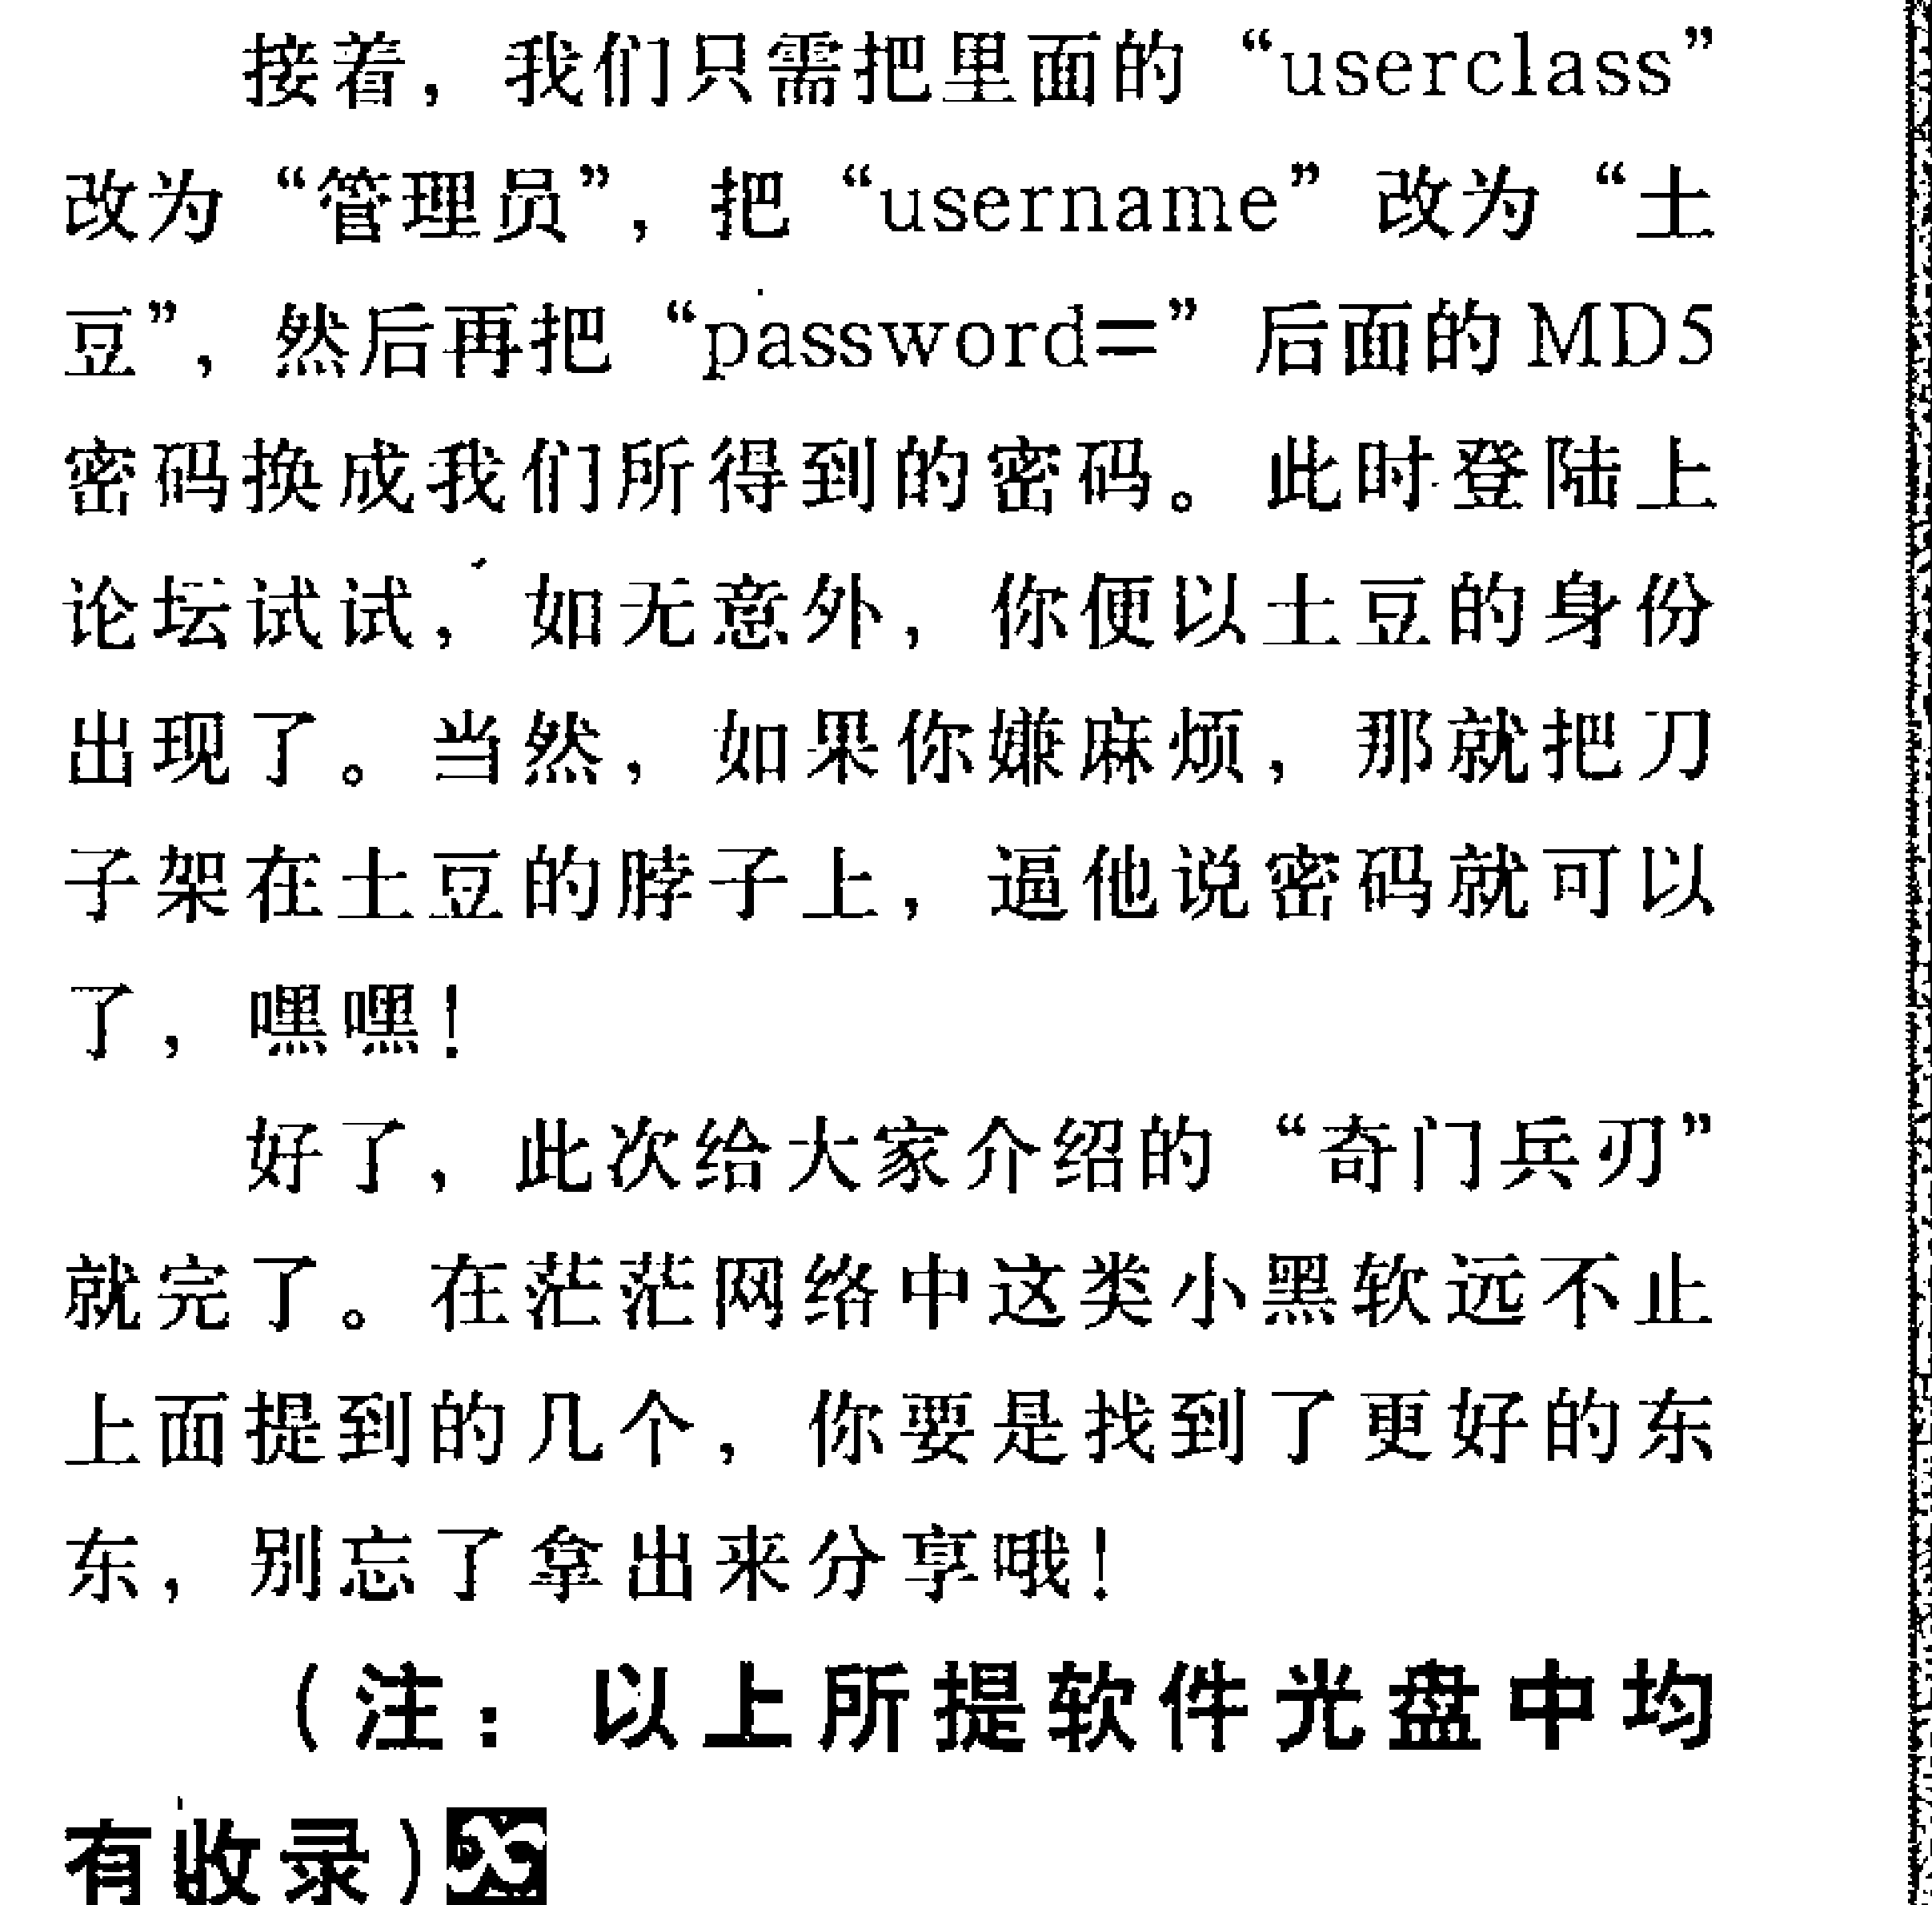 接着，我们只需把里面的“userclass”
改为“管理员”，把“username”改为“土
豆”，然后再把“password=”后面的MD5
密码换成我们所得到的密码。此时登陆上
论坛试试，如无意外，你便以土豆的身份
出现了。当然，如果你嫌麻烦，那就把刀
子架在土豆的脖子上，逼他说密码就可以
了，嘿嘿！
好了，此次给大家介绍的“奇门兵刃”
就完了。在茫茫网络中这类小黑软远不止
上面提到的几个，你要是找到了更好的东
东，别忘了拿出来分享哦！
（注：以上所提软件光盘中均
有收录）